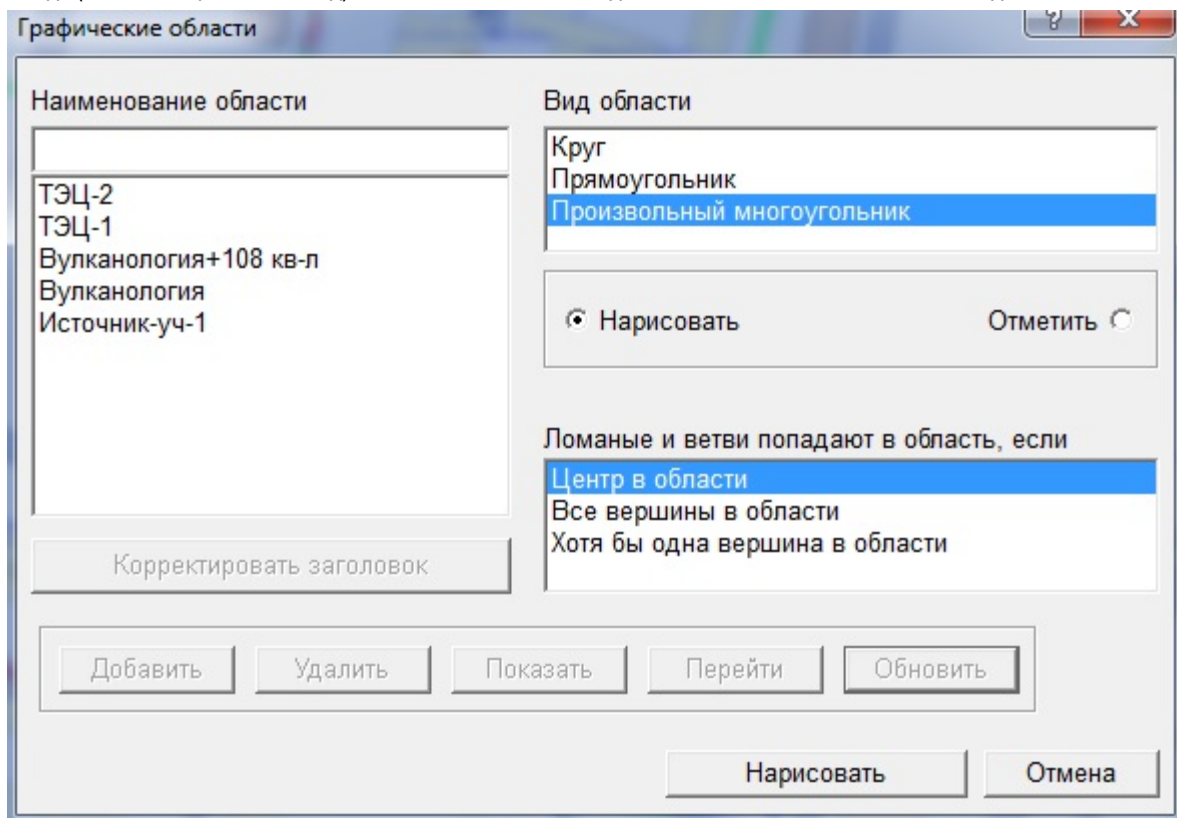 Графические области
Наименование области
ТЭЦ-2
ТЭЦ-1
Вулканология+108 кв-л
Вулканология
Источник-уч-1
Корректировать заголовок
Вид области
Круг
Прямоугольник
Произвольный многоугольник
Нарисовать Отметить
Ломаные и ветви попадают в область, если
Центр в области
Все вершины в области
Хотя бы одна вершина в области
Добавить Удалить Показать Перейти Обновить
Нарисовать Отмена